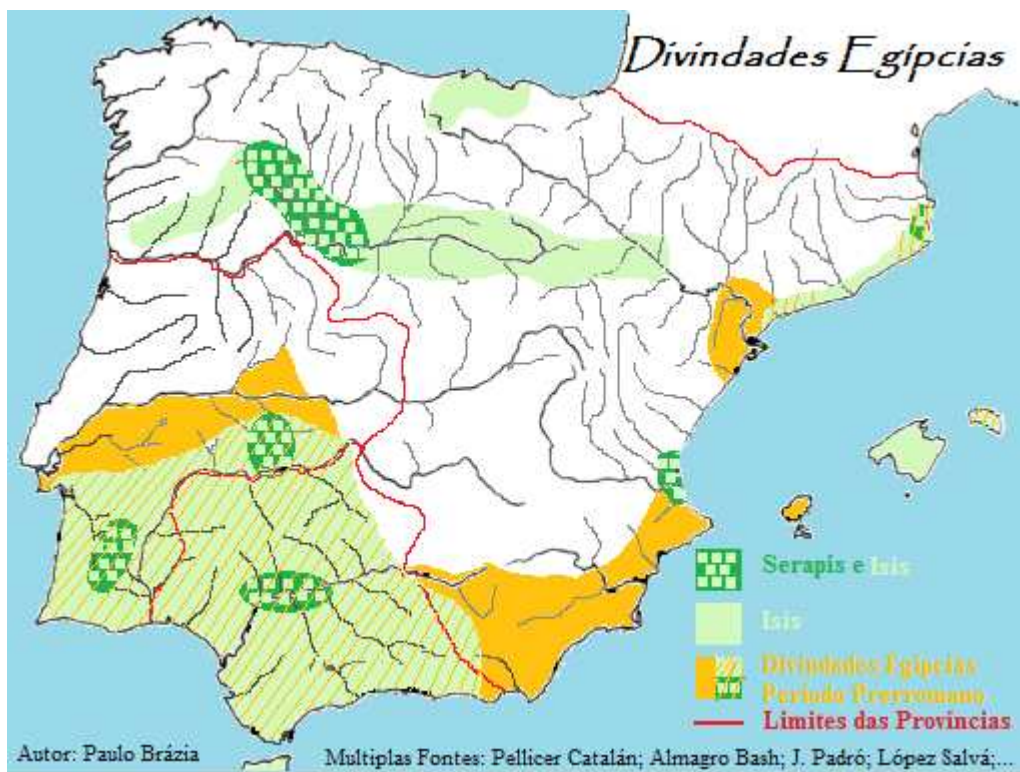 Divindades Egípcias
Serapis e Isis
Isis
Divindades Egípcias
Período Prerromano
Limites das Províncias
Autor: Paulo Brázia
Multiplas Fontes: Pellicer Catalán; Almagro Bash; J. Padró; López Salvá;...